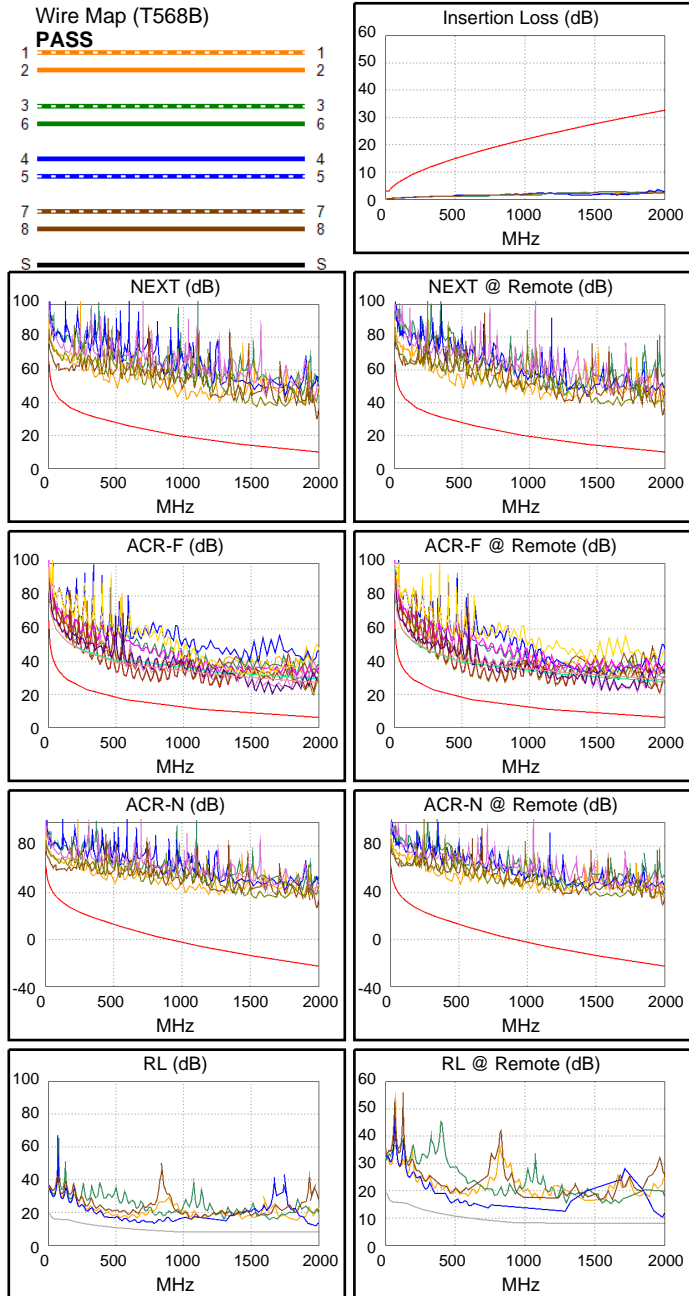 Wire Map (T568B)
PASS
1 1
2 2
3 3
6 6
4 4
5 5
7 7
8 8
S S
Insertion Loss (dB)
60
50
40
30
20
10
0
0 500 1000 1500 2000
MHz
NEXT (dB)
100
80
60
40
20
0
0 500 1000 1500 2000
MHz
NEXT @ Remote (dB)
100
80
60
40
20
0
0 500 1000 1500 2000
MHz
ACR-F (dB)
100
80
60
40
20
0
0 500 1000 1500 2000
MHz
ACR-F @ Remote (dB)
100
80
60
40
20
0
0 500 1000 1500 2000
MHz
ACR-N (dB)
80
40
0
-40
0 500 1000 1500 2000
MHz
ACR-N @ Remote (dB)
80
40
0
-40
0 500 1000 1500 2000
MHz
RL (dB)
100
80
60
40
20
0
0 500 1000 1500 2000
MHz
RL @ Remote (dB)
60
50
40
30
20
10
0
0 500 1000 1500 2000
MHz